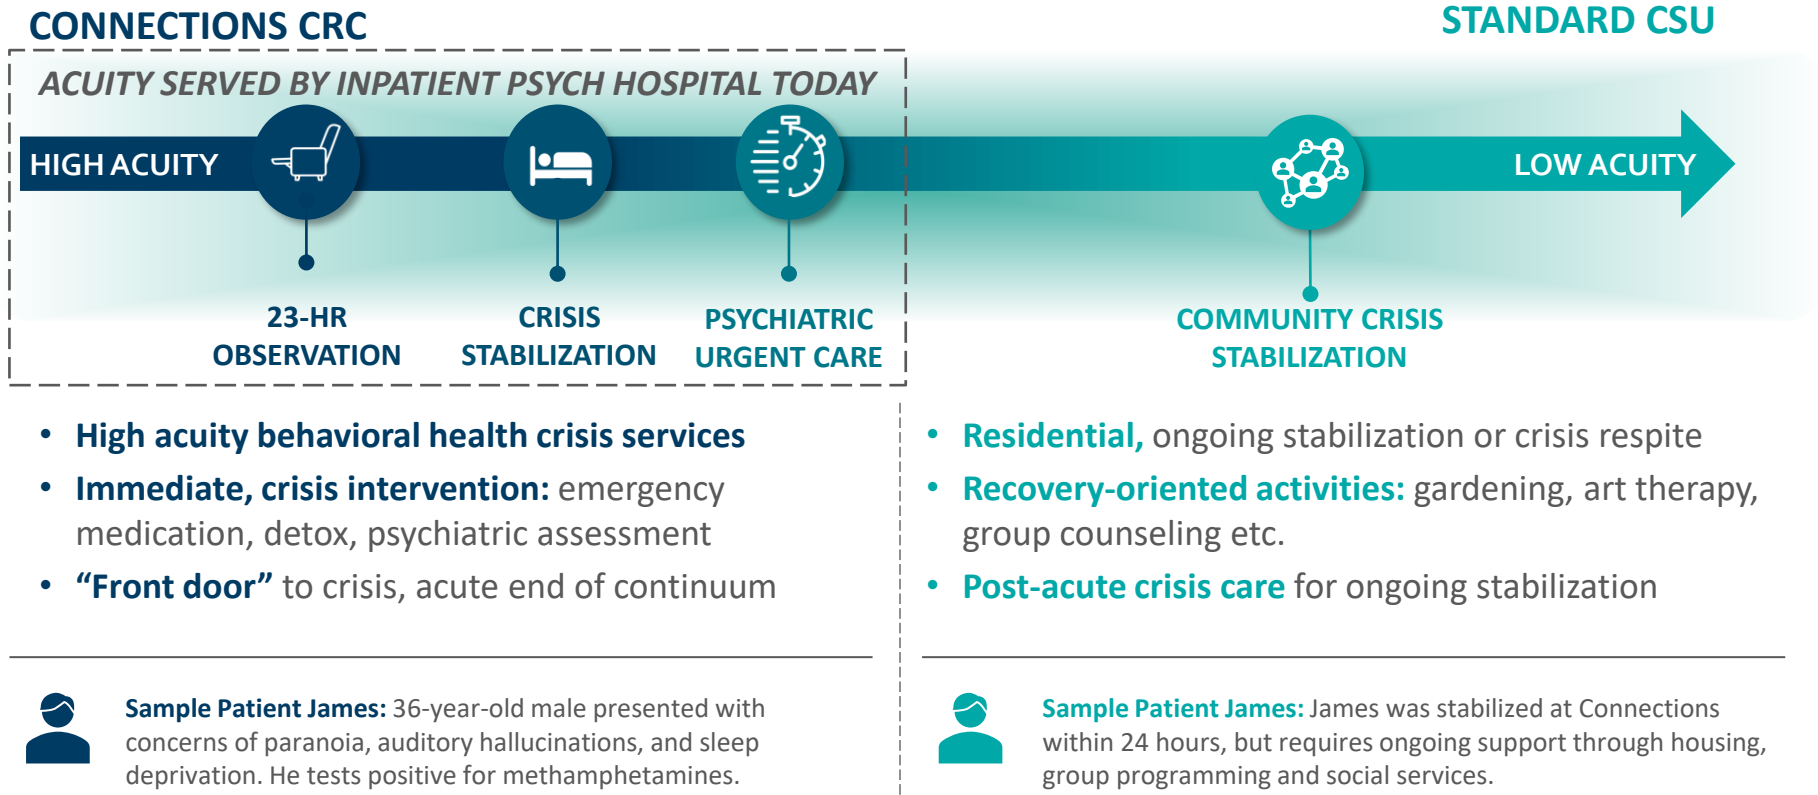 CONNECTIONS CRC
STANDARD CSU
ACUITY SERVED BY INPATIENT PSYCH HOSPITAL TODAY
HIGH ACUITY
LOW ACUITY
23-HR
OBSERVATION
CRISIS
STABILIZATION
PSYCHIATRIC
URGENT CARE
COMMUNITY CRISIS
STABILIZATION
• High acuity behavioral health crisis services
• Immediate, crisis intervention: emergency
medication, detox, psychiatric assessment
• “Front door” to crisis, acute end of continuum
• Residential, ongoing stabilization or crisis respite
• Recovery-oriented activities: gardening, art therapy,
group counseling etc.
• Post-acute crisis care for ongoing stabilization
Sample Patient James: 36-year-old male presented with
concerns of paranoia, auditory hallucinations, and sleep
deprivation. He tests positive for methamphetamines.
Sample Patient James: James was stabilized at Connections
within 24 hours, but requires ongoing support through housing,
group programming and social services.